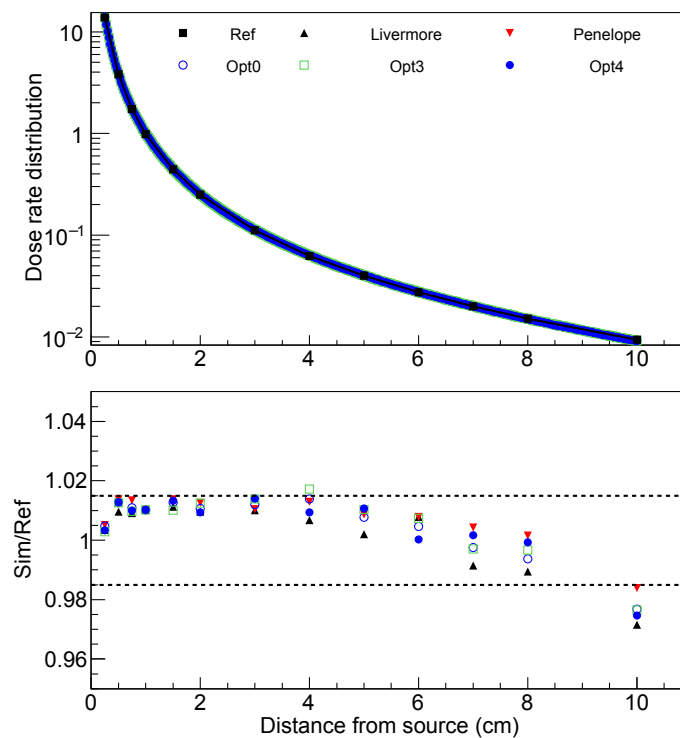 Ref Livermore Penelope
Opt0 Opt3 Opt4
Dose rate distribution
10
1
10⁻¹
10⁻²
0 2 4 6 8 10
Sim/Ref
1.04
1.02
1
0.98
0.96
0 2 4 6 8 10
Distance from source (cm)